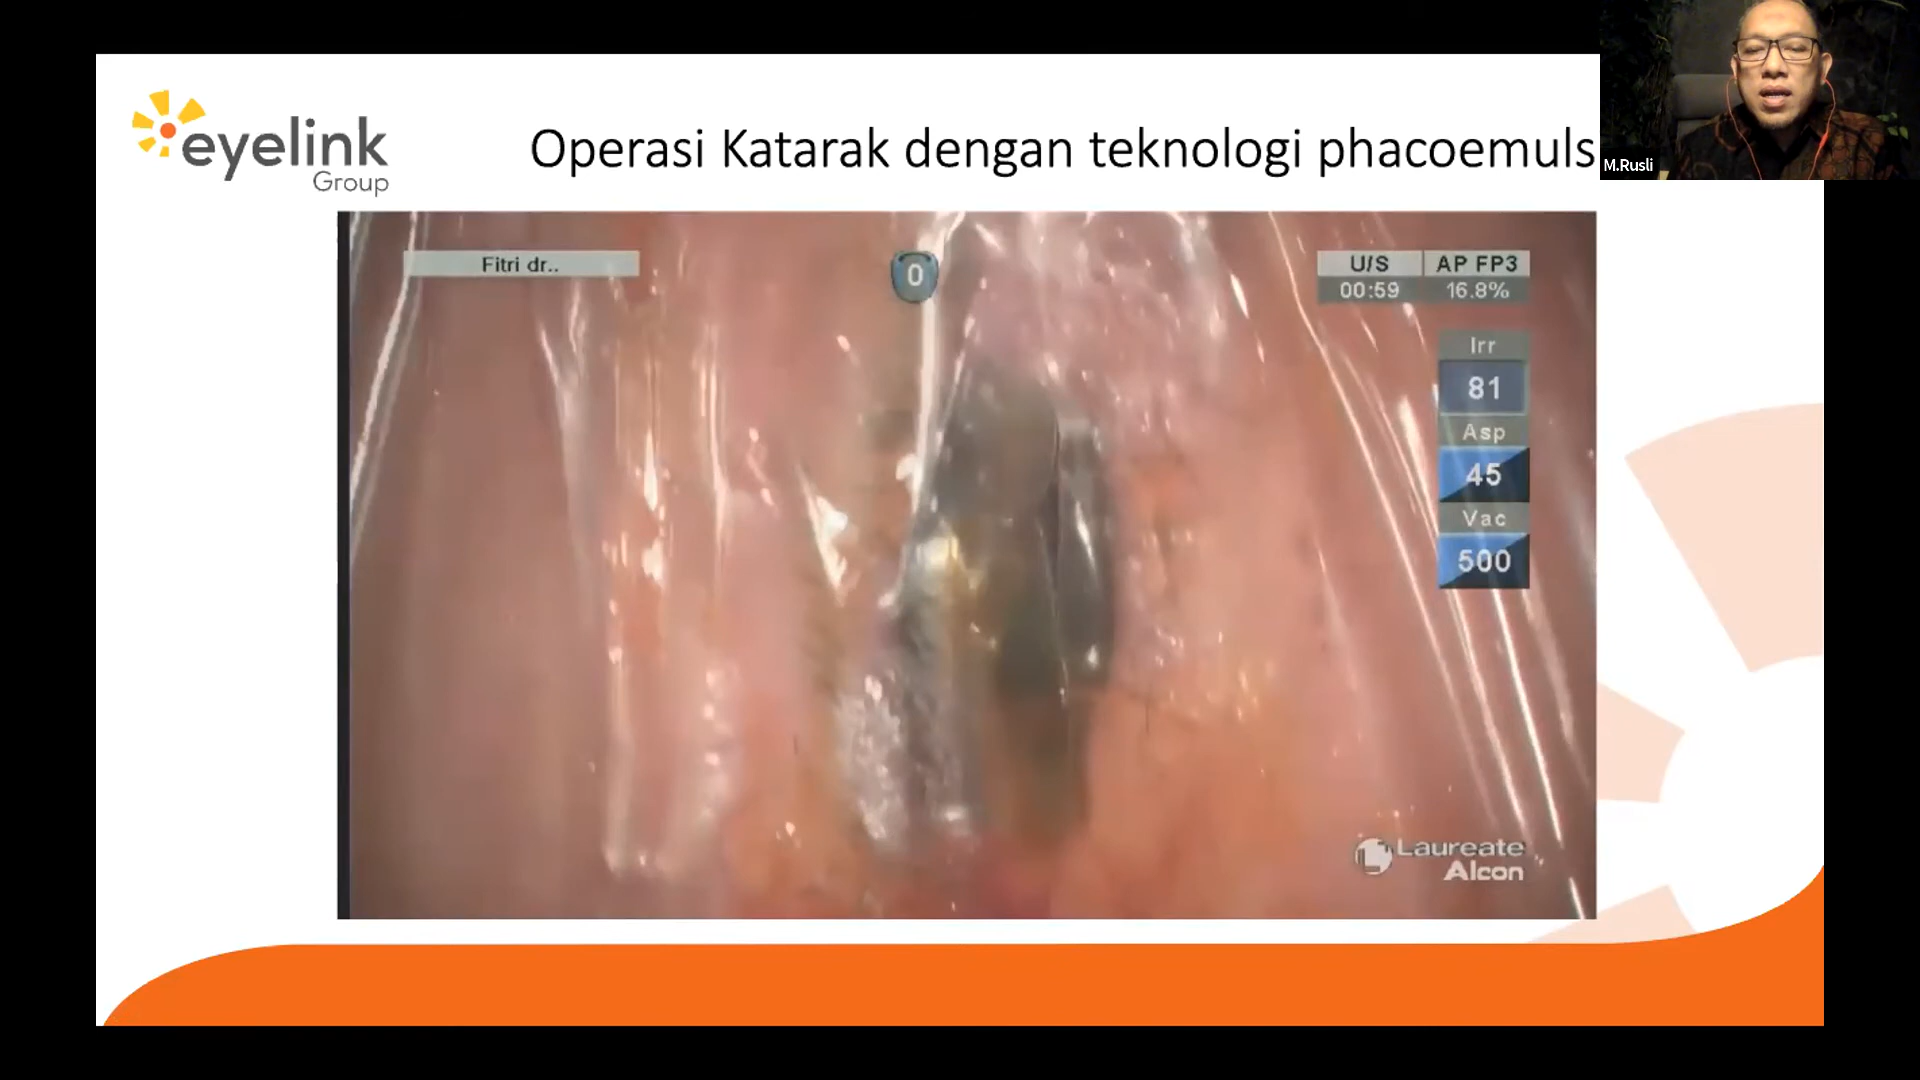 eyelink
Group
Operasi Katarak dengan teknologi phacoemuls
M.Rusli
Fitri dr..
0
U/S AP FP3
00:59 16.8%
Irr
81
Asp
45
Vac
500
Laureate
Alcon